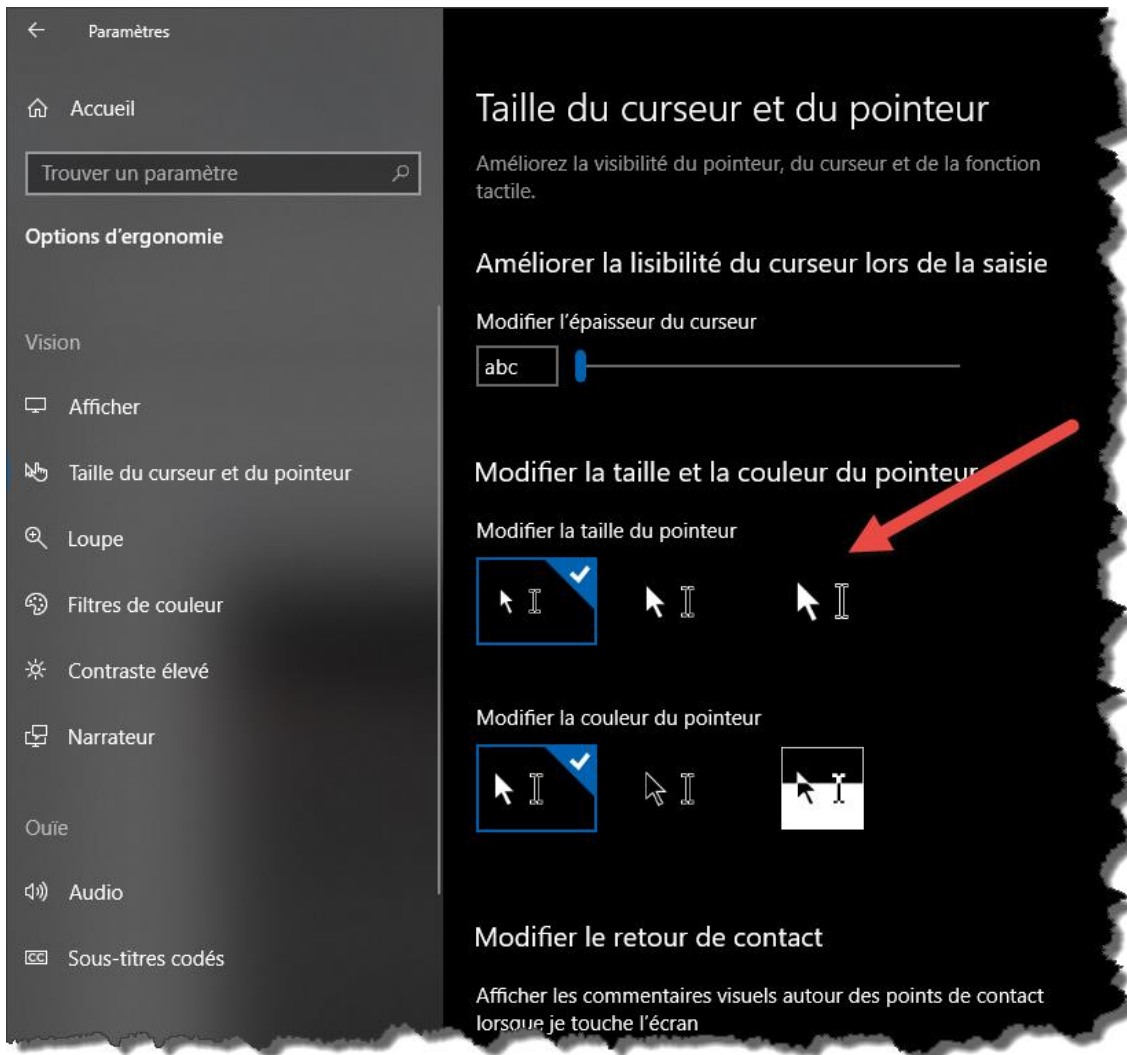 Paramètres
Accueil
Trouver un paramètre
Options d'ergonomie
Vision
Afficher
Taille du curseur et du pointeur
Loupe
Filtres de couleur
Contraste élevé
Narrateur
Ouïe
Audio
CC Sous-titres codés
Taille du curseur et du pointeur
Améliorez la visibilité du pointeur, du curseur et de la fonction
tactile.
Améliorer la lisibilité du curseur lors de la saisie
Modifier l'épaisseur du curseur
abc
Modifier la taille et la couleur du pointeur
Modifier la taille du pointeur
Modifier la couleur du pointeur
Modifier le retour de contact
Afficher les commentaires visuels autour des points de contact
lorsque je touche l'écran